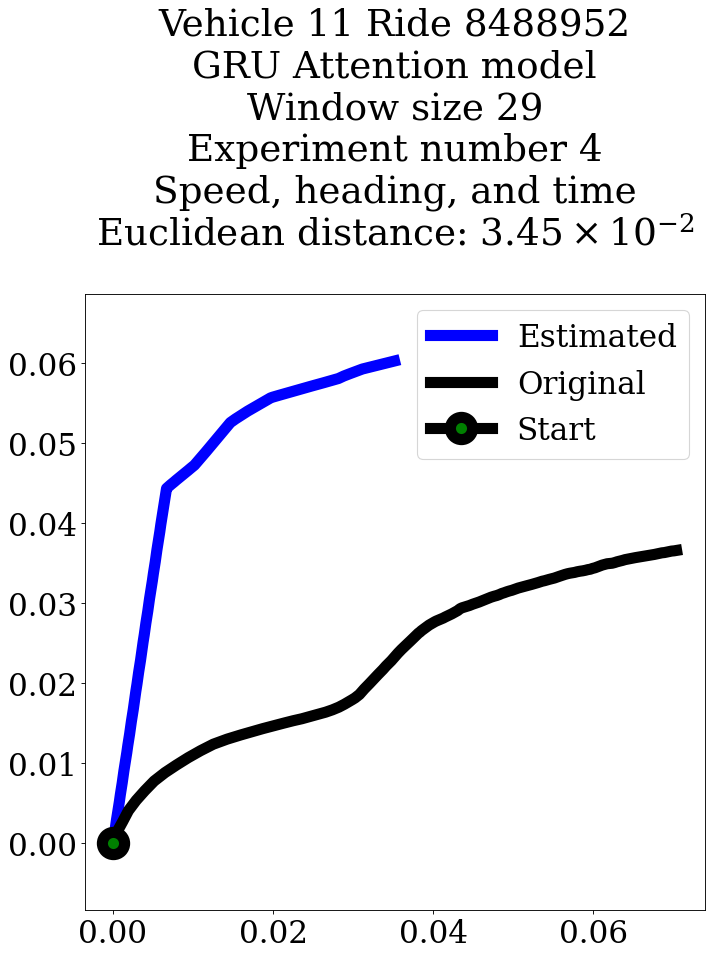 Vehicle 11 Ride 8488952
GRU Attention model
Window size 29
Experiment number 4
Speed, heading, and time
Euclidean distance: 3.45 × 10⁻²
Estimated
Original
Start
0.06
0.05
0.04
0.03
0.02
0.01
0.00
0.00 0.02 0.04 0.06